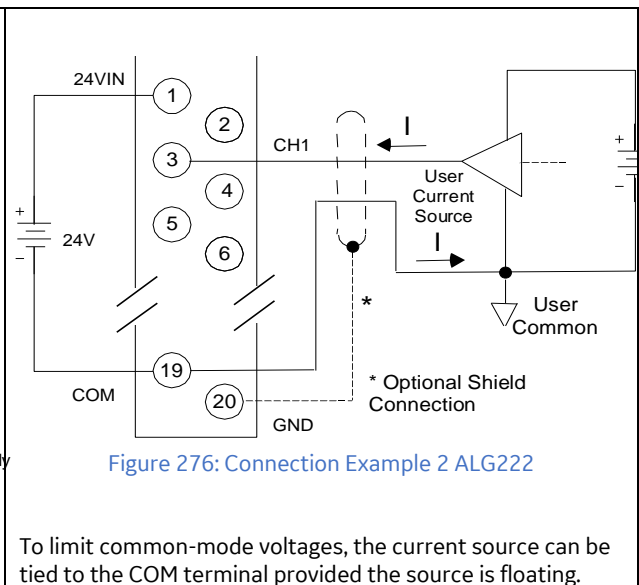 24VIN
1
2
CH1
I
3
4
User
Current
Source
+
–
5
+
24V
–
6
I
*
User
Common
19
COM
20
GND
* Optional Shield
Connection
ly
Figure 276: Connection Example 2 ALG222
To limit common-mode voltages, the current source can be
tied to the COM terminal provided the source is floating.